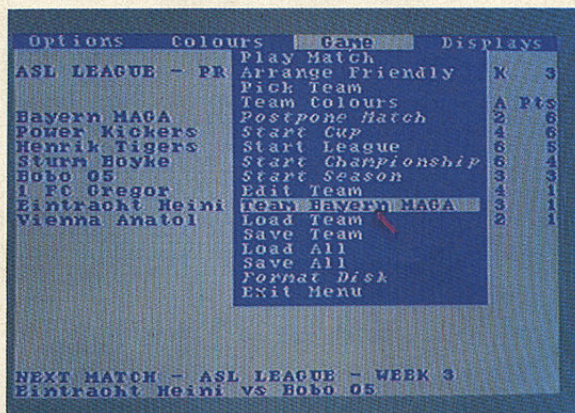 Options Colours Game Displays
Play Match
ASL LEAGUE - PR Arrange Friendly K 3
Pick Team
Team Colours A Pts
Bayern MAGA Postpone Match 2 6
Power Kickers Start Cup 4 6
Henrik Tigers Start League 6 5
Sturm Boyke Start Championship 6 4
Bobo 05 Start Season 3 3
1 FC Gregor Edit Team 4 1
Eintracht Heini Team Bayern MAGA 3 1
Vienna Anatol Load Team 2 1
Save Team
Load All
Save All
Format Disk
Exit Menu
NEXT MATCH - ASL LEAGUE - WEEK 3
Eintracht Heini vs Bobo 05